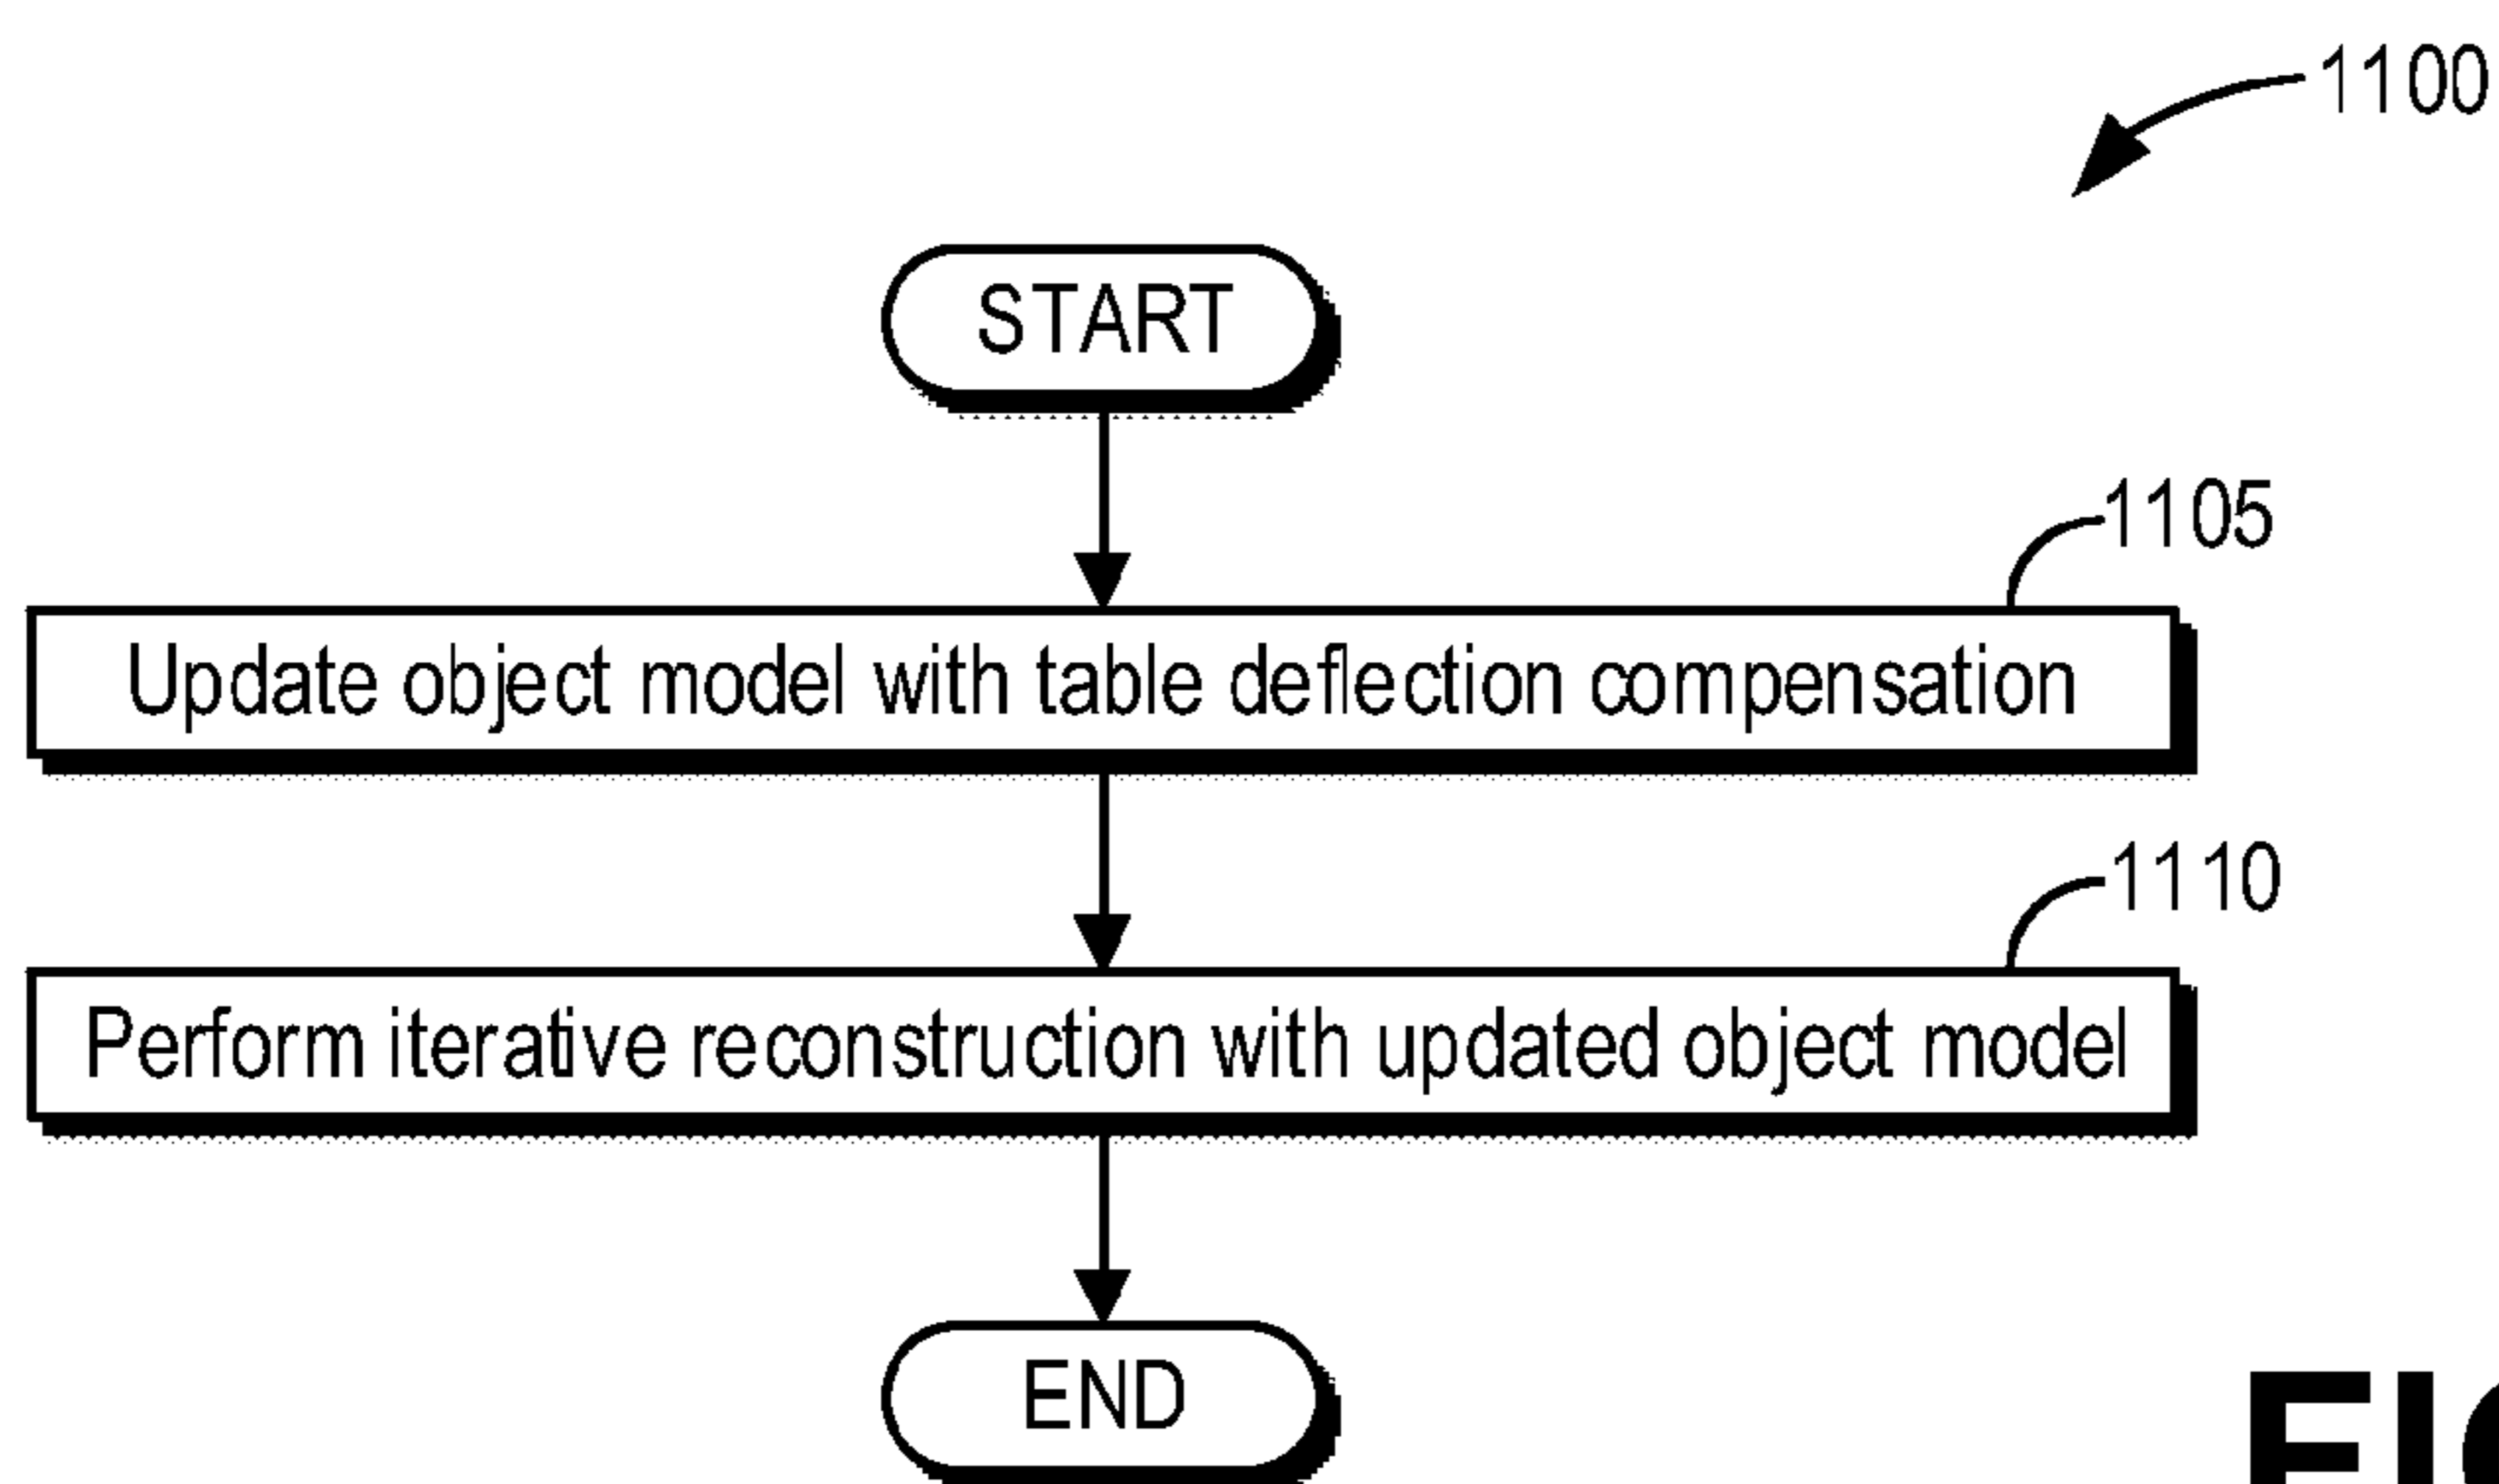 1100
START
1105
Update object model with table deflection compensation
1110
Perform iterative reconstruction with updated object model
END